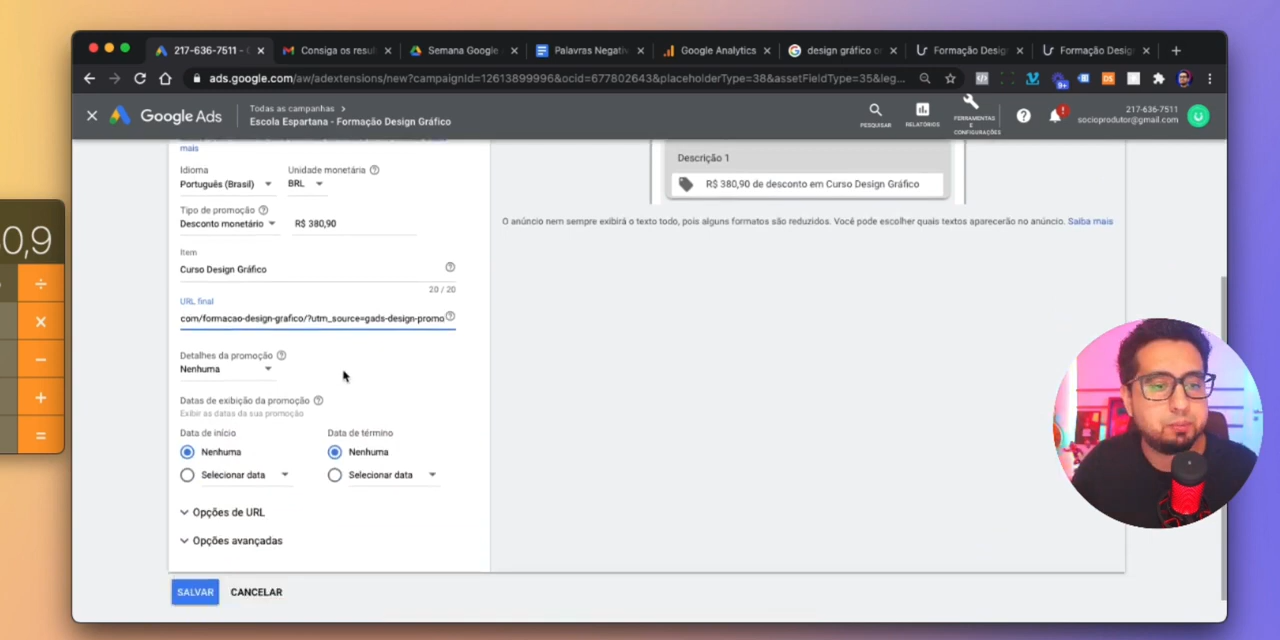 217-636-7511 - G
Consiga os resul
Semana Google
Palavras Negativ
Google Analytics
design gráfico on
Formação Desig
Formação Desig
ads.google.com/aw/adextensions/new?campaignId=12613899996&ocid=677802643&placeholderType=38&assetFieldType=35&leg...
9+
DS
Google Ads
Todas as campanhas
Escola Espartana - Formação Design Gráfico
PESQUISAR
RELATÓRIOS
FERRAMENTAS
E
CONFIGURAÇÕES
217-636-7511
socioprodutor@gmail.com
mais
Idioma
Português (Brasil)
Unidade monetária
BRL
Tipo de promoção
Desconto monetário
R$ 380,90
Item
Curso Design Gráfico
20 / 20
URL final
com/formacao-design-grafico/?utm_source=gads-design-promo
Detalhes da promoção
Nenhuma
Datas de exibição da promoção
Exibir as datas da sua promoção
Data de início
Data de término
Nenhuma
Nenhuma
Selecionar data
Selecionar data
Opções de URL
Opções avançadas
SALVAR
CANCELAR
Descrição 1
R$ 380,90 de desconto em Curso Design Gráfico
O anúncio nem sempre exibirá o texto todo, pois alguns formatos são reduzidos. Você pode escolher quais textos aparecerão no anúncio. Saiba mais
0,9
÷
×
−
+
=